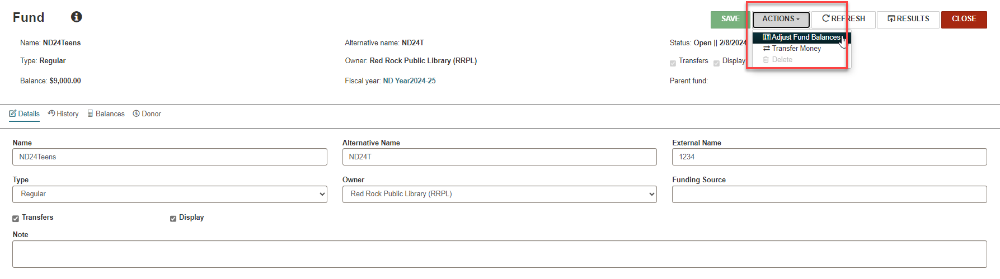 Fund
SAVE ACTIONS REFRESH RESULTS CLOSE
Adjust Fund Balances
Transfer Money
Delete
Name: ND24Teens Alternative name: ND24T Status: Open || 2/8/2024
Type: Regular Owner: Red Rock Public Library (RRPL) Transfers Display
Balance: $9,000.00 Fiscal year: ND Year2024-25 Parent fund:
Details History Balances Donor
Name Alternative Name External Name
ND24Teens ND24T 1234
Type Owner Funding Source
Regular Red Rock Public Library (RRPL)
Transfers Display
Note